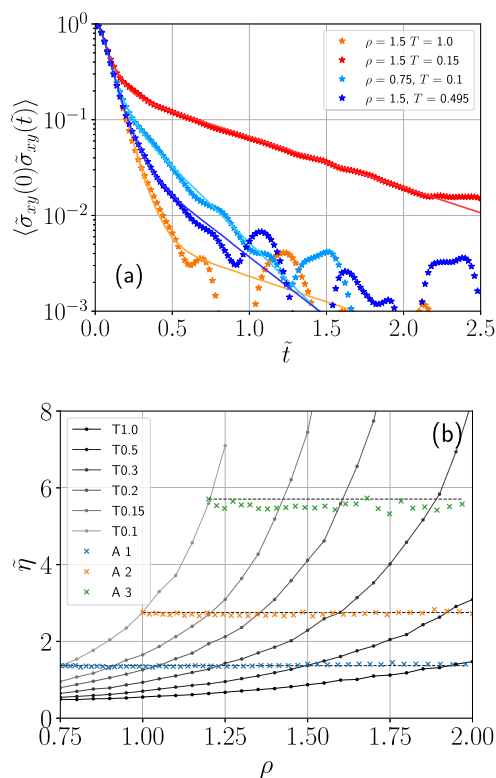 10⁰
10⁻¹
10⁻²
10⁻³
⟨σ̃xy(0)σ̃xy(t̃)⟩
ρ = 1.5 T = 1.0
ρ = 1.5 T = 0.15
ρ = 0.75, T = 0.1
ρ = 1.5, T = 0.495
(a)
0.0 0.5 1.0 1.5 2.0 2.5
t̃
8
6
4
2
0
η̃
T1.0
T0.5
T0.3
T0.2
T0.15
T0.1
A 1
A 2
A 3
(b)
0.75 1.00 1.25 1.50 1.75 2.00
ρ